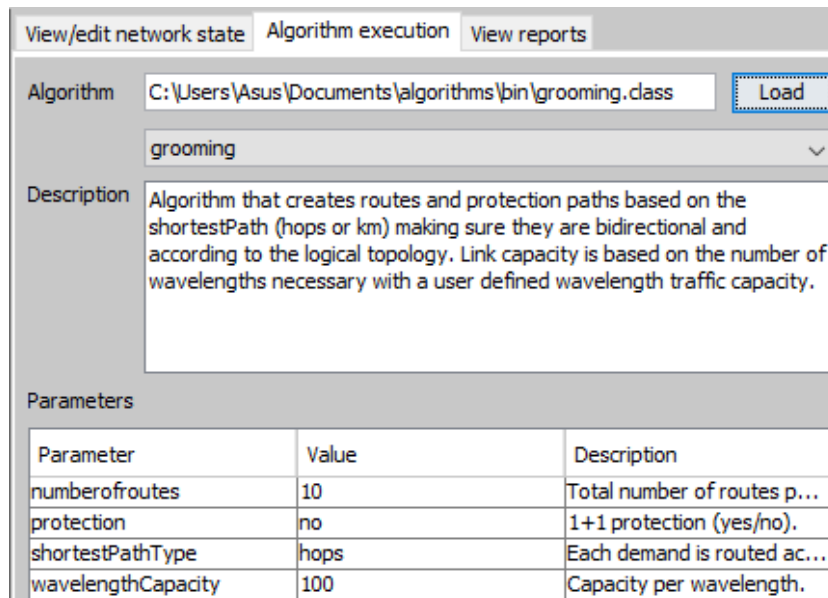 View/edit network state Algorithm execution View reports
Algorithm C:\Users\Asus\Documents\algorithms\bin\grooming.class Load
grooming
Description
Algorithm that creates routes and protection paths based on the
shortestPath (hops or km) making sure they are bidirectional and
according to the logical topology. Link capacity is based on the number of
wavelengths necessary with a user defined wavelength traffic capacity.
Parameters
Parameter Value Description
numberofroutes 10 Total number of routes p...
protection no 1+1 protection (yes/no).
shortestPathType hops Each demand is routed ac...
wavelengthCapacity 100 Capacity per wavelength.